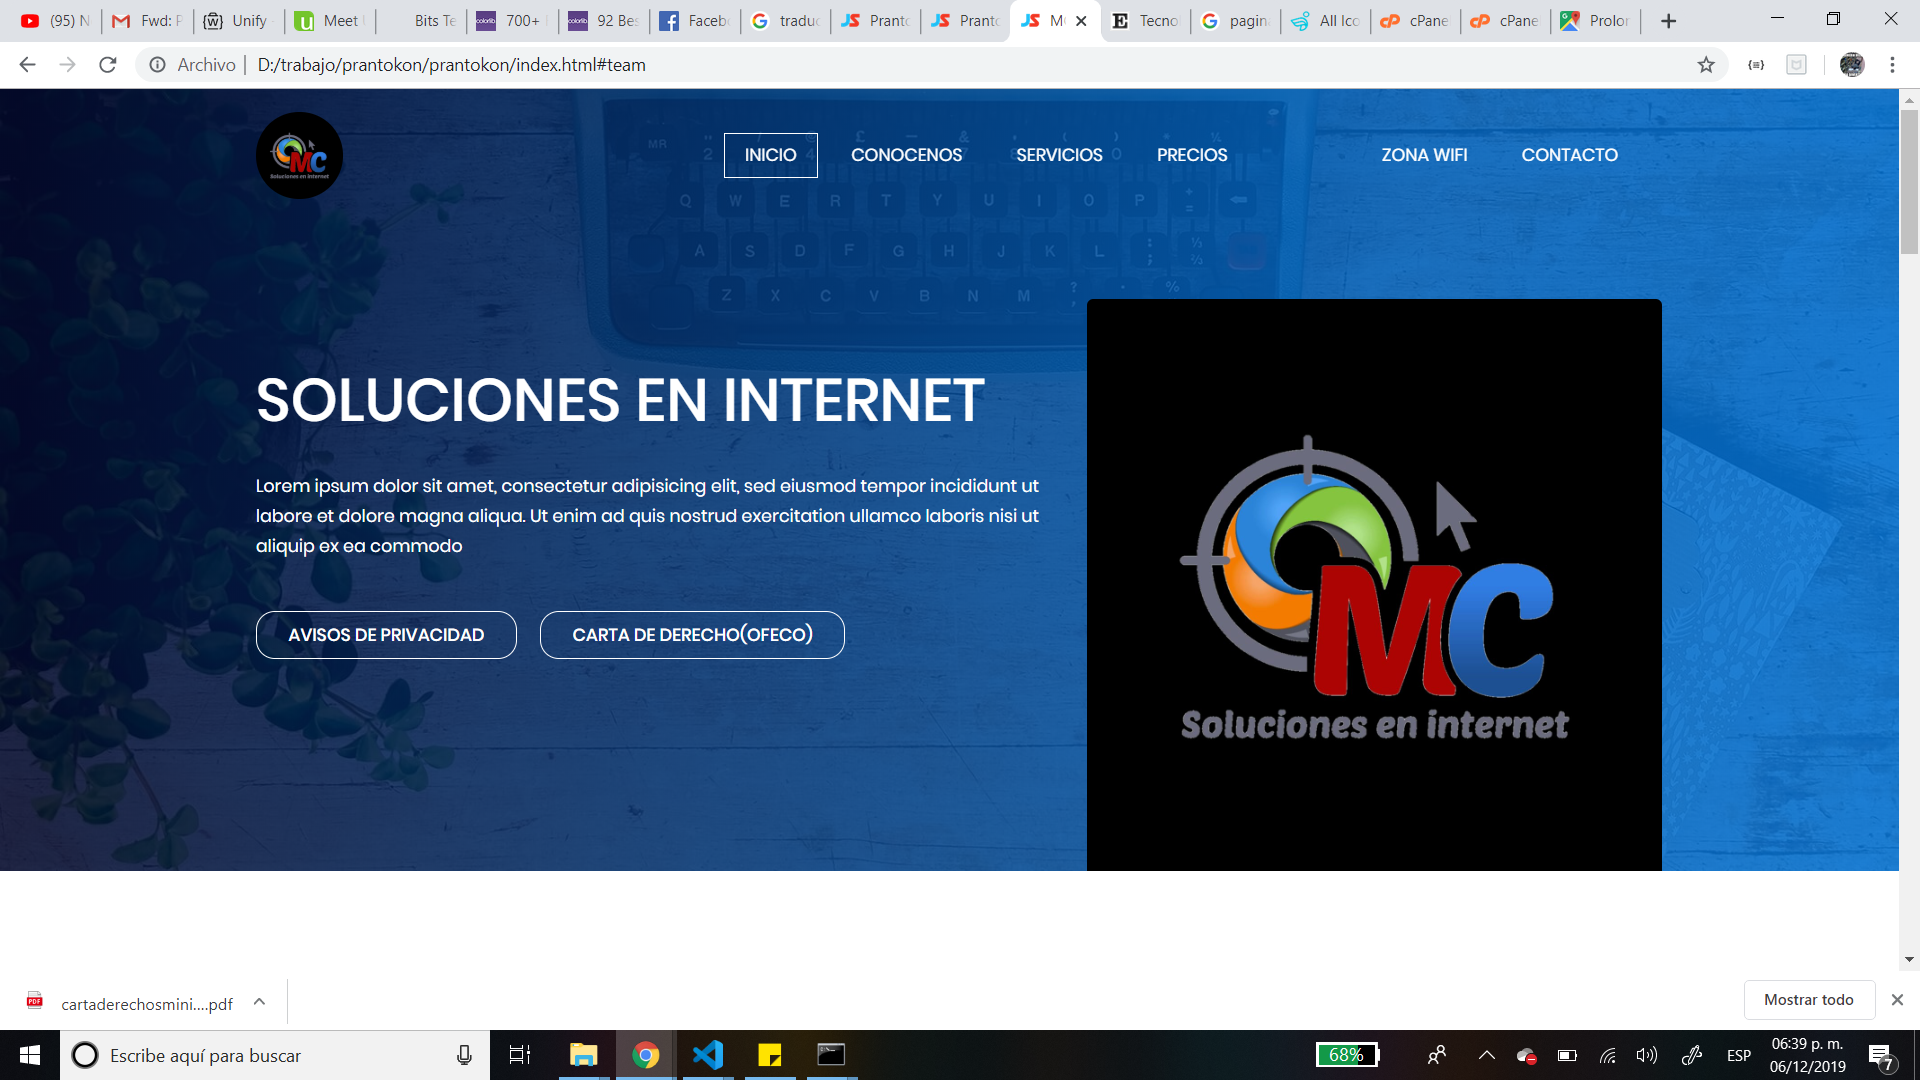 (95) N
Fwd: P
Unify
Meet
Bits Te
700+
92 Bes
Faceb
traduc
Pranto
Pranto
MC
Tecno
pagin
All Ico
cPane
cPane
Prolon
Archivo
D:/trabajo/prantokon/prantokon/index.html#team
MC
Soluciones en internet
INICIO
CONOCENOS
SERVICIOS
PRECIOS
ZONA WIFI
CONTACTO
Q W E R T Y U I O P
A S D F G H J K L
Z X C V B N M
SOLUCIONES EN INTERNET
Lorem ipsum dolor sit amet, consectetur adipisicing elit, sed eiusmod tempor incididunt ut
labore et dolore magna aliqua. Ut enim ad quis nostrud exercitation ullamco laboris nisi ut
aliquip ex ea commodo
AVISOS DE PRIVACIDAD
CARTA DE DERECHO(OFECO)
MC
Soluciones en internet
cartaderechosmini....pdf
Mostrar todo
Escribe aquí para buscar
68%
ESP
06:39 p. m.
06/12/2019
7